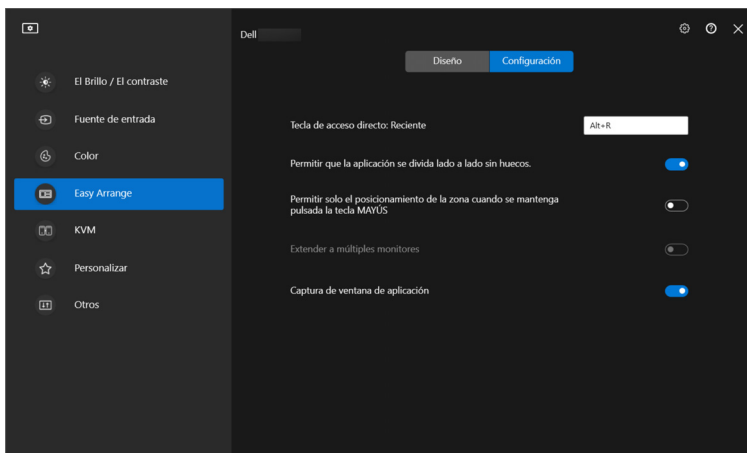 Dell
Diseño
Configuración
El Brillo / El contraste
Fuente de entrada
Color
Easy Arrange
KVM
Personalizar
Otros
Tecla de acceso directo: Reciente
Alt+R
Permitir que la aplicación se divida lado a lado sin huecos.
Permitir solo el posicionamiento de la zona cuando se mantenga
pulsada la tecla MAYÚS
Extender a múltiples monitores
Captura de ventana de aplicación